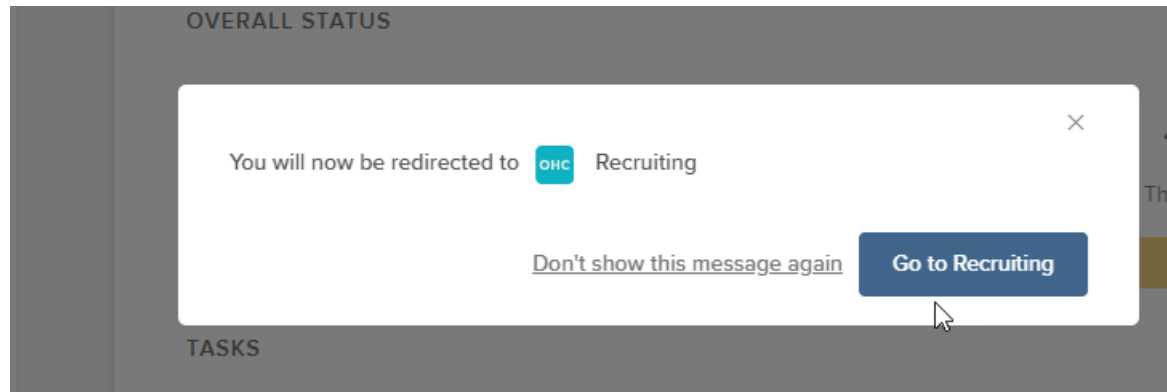 OVERALL STATUS
You will now be redirected to OHC Recruiting
Th
Don't show this message again Go to Recruiting
TASKS